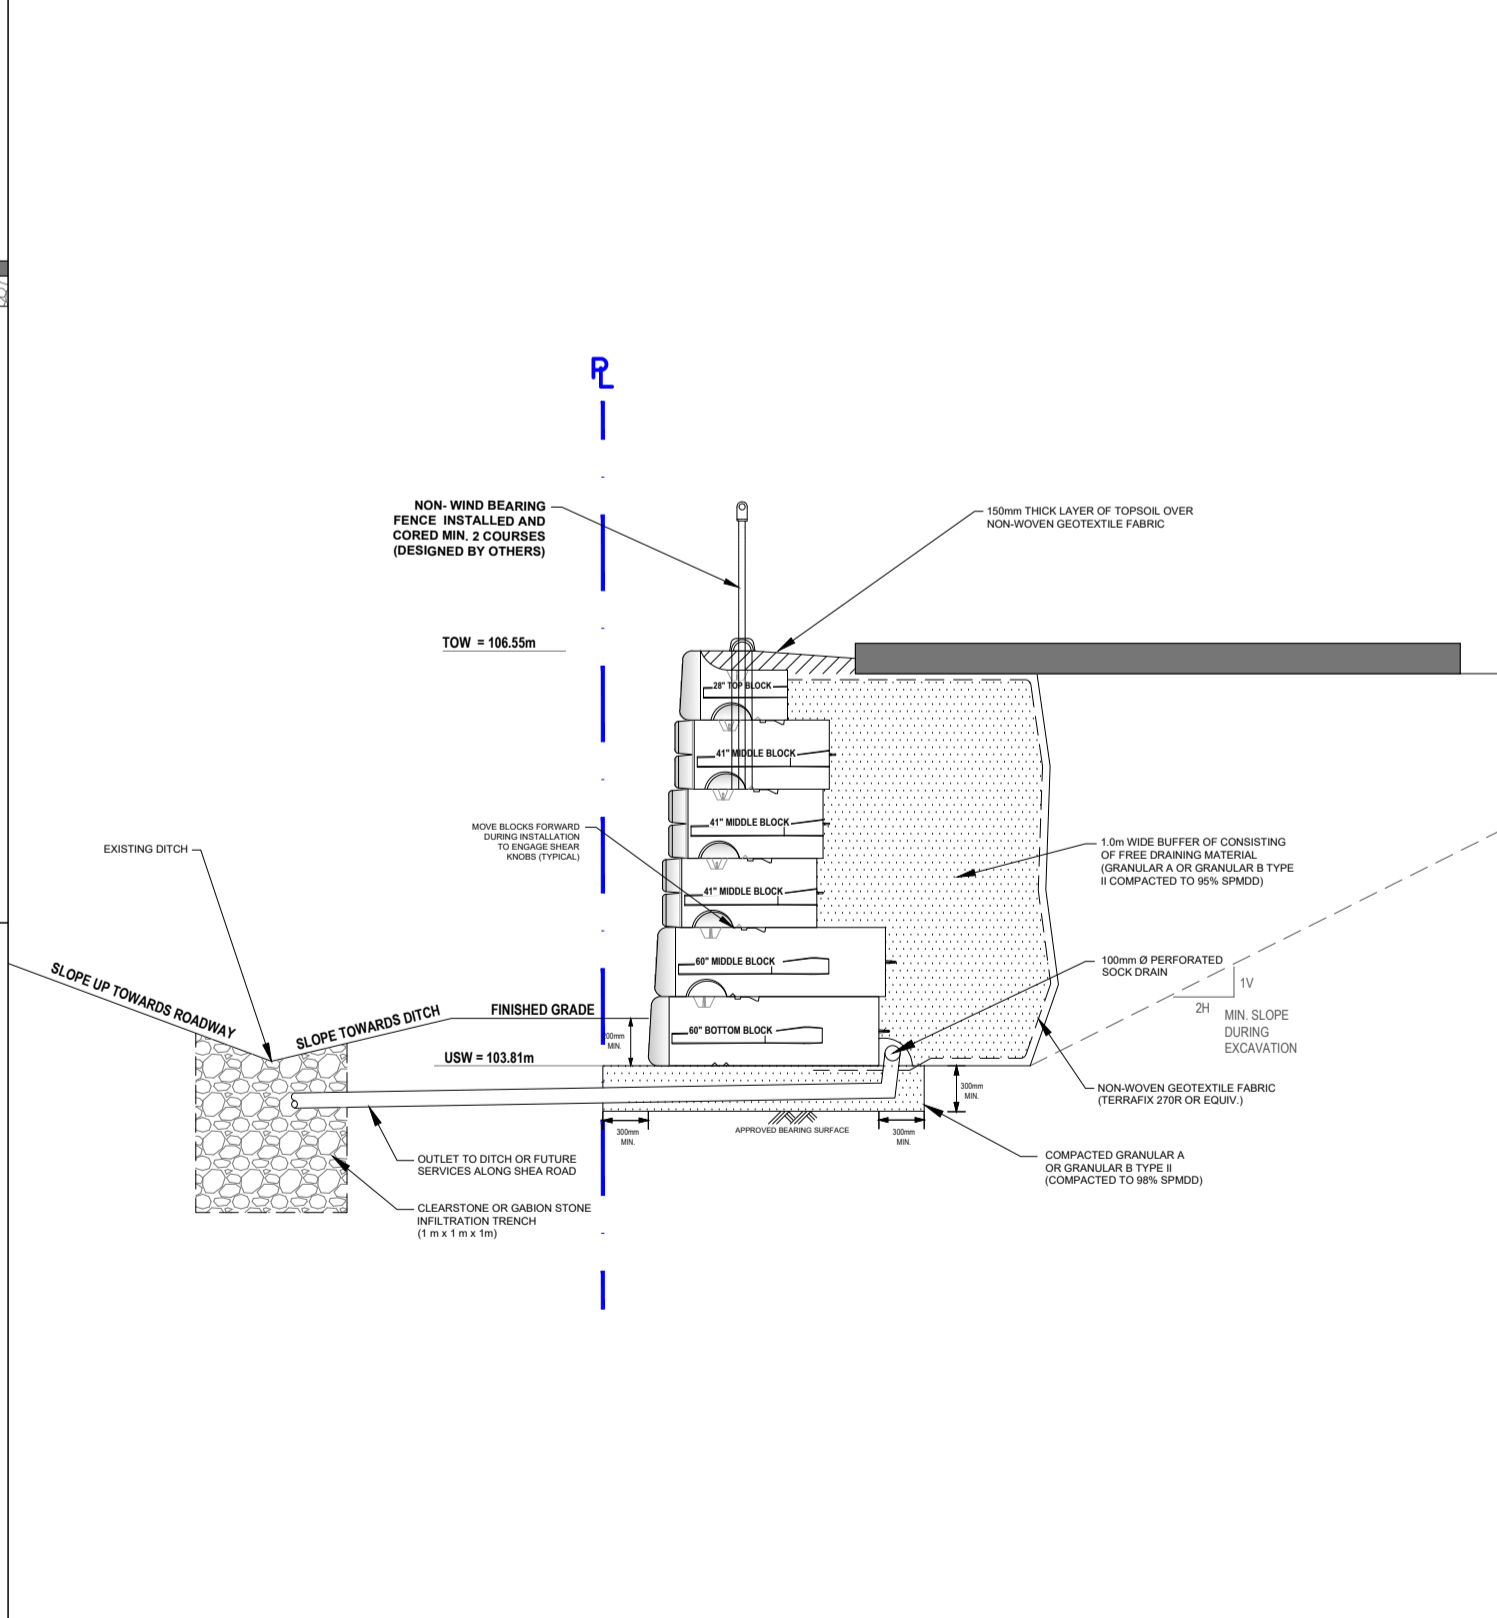 PL
NON- WIND BEARING
FENCE INSTALLED AND
CORED MIN. 2 COURSES
(DESIGNED BY OTHERS)
150mm THICK LAYER OF TOPSOIL OVER
NON-WOVEN GEOTEXTILE FABRIC
TOW = 106.55m
28" TOP BLOCK
41" MIDDLE BLOCK
41" MIDDLE BLOCK
MOVE BLOCKS FORWARD
DURING INSTALLATION
TO ENGAGE SHEAR
KNOBS (TYPICAL)
EXISTING DITCH
1.0m WIDE BUFFER OF CONSISTING
OF FREE DRAINING MATERIAL
(GRANULAR A OR GRANULAR B TYPE
II COMPACTED TO 95% SPMDD)
41" MIDDLE BLOCK
60" MIDDLE BLOCK
100mm Ø PERFORATED
SOCK DRAIN
1V
2H
MIN. SLOPE
DURING
EXCAVATION
SLOPE UP TOWARDS ROADWAY
SLOPE TOWARDS DITCH
FINISHED GRADE
60" BOTTOM BLOCK
MIN.
USW = 103.81m
300mm
MIN.
NON-WOVEN GEOTEXTILE FABRIC
(TERRAFIX 270R OR EQUIV.)
300mm
MIN.
APPROVED BEARING SURFACE
300mm
MIN.
OUTLET TO DITCH OR FUTURE
SERVICES ALONG SHEA ROAD
COMPACTED GRANULAR A
OR GRANULAR B TYPE II
(COMPACTED TO 98% SPMDD)
CLEARSTONE OR GABION STONE
INFILTRATION TRENCH
(1 m x 1 m x 1m)